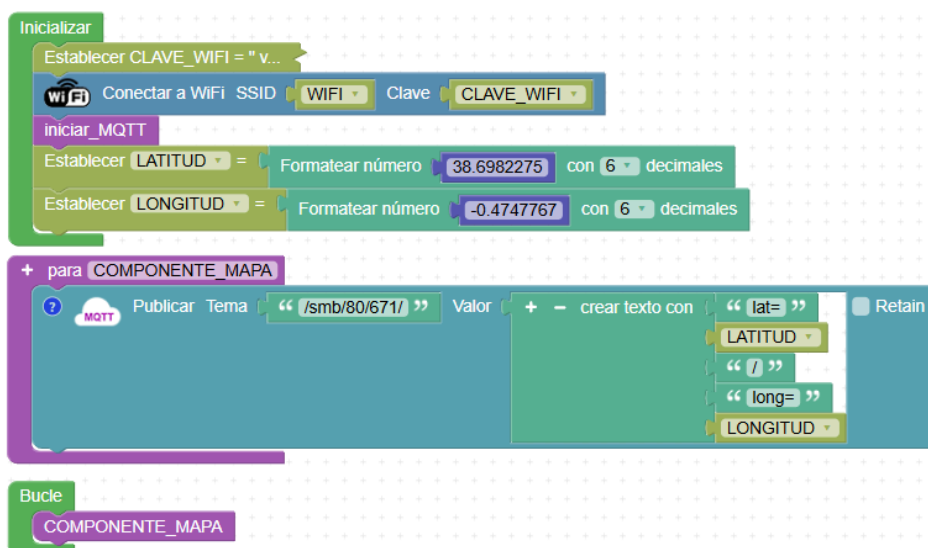 Inicializar
Establecer CLAVE_WIFI = " v...
WiFi Conectar a WiFi SSID WIFI Clave CLAVE_WIFI
iniciar_MQTT
Establecer LATITUD = Formatear número 38.6982275 con 6 decimales
Establecer LONGITUD = Formatear número -0.4747767 con 6 decimales
+ para COMPONENTE_MAPA
? MQTT Publicar Tema “ /smb/80/671/ ” Valor + - crear texto con “ lat= ” Retain
LATITUD
“ / ”
“ long= ”
LONGITUD
Bucle
COMPONENTE_MAPA